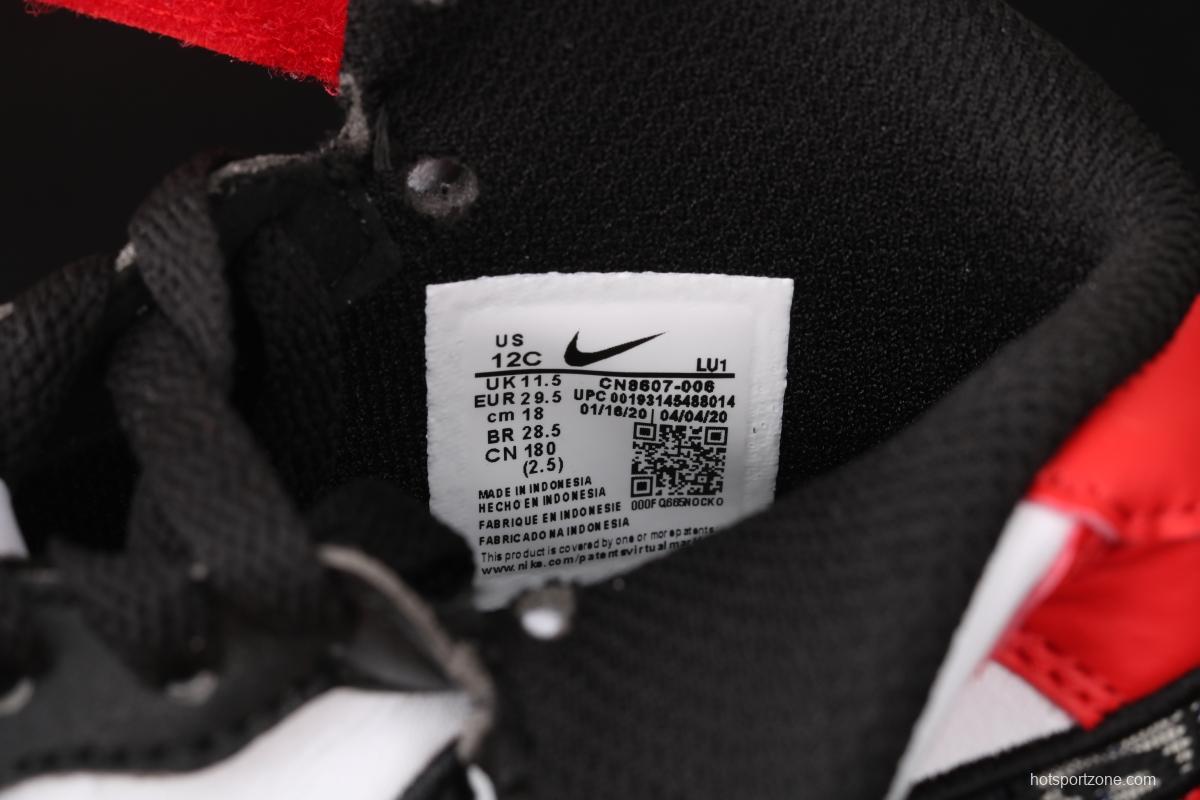 US
12C
LU1
UK 11.5
EUR 29.5
cm 18
BR 28.5
CN 180
(2.5)
CN8607-006
UPC 00193145488014
01/16/20 | 04/04/20
000FQ665NOCKO
MADE IN INDONESIA
HECHO EN INDONESIA
FABRIQUE EN INDONESIE
FABRICADO NA INDONESIA
This product is covered by one or more patents.
www.nike.com/patentsvirtual
hotsportzone.com